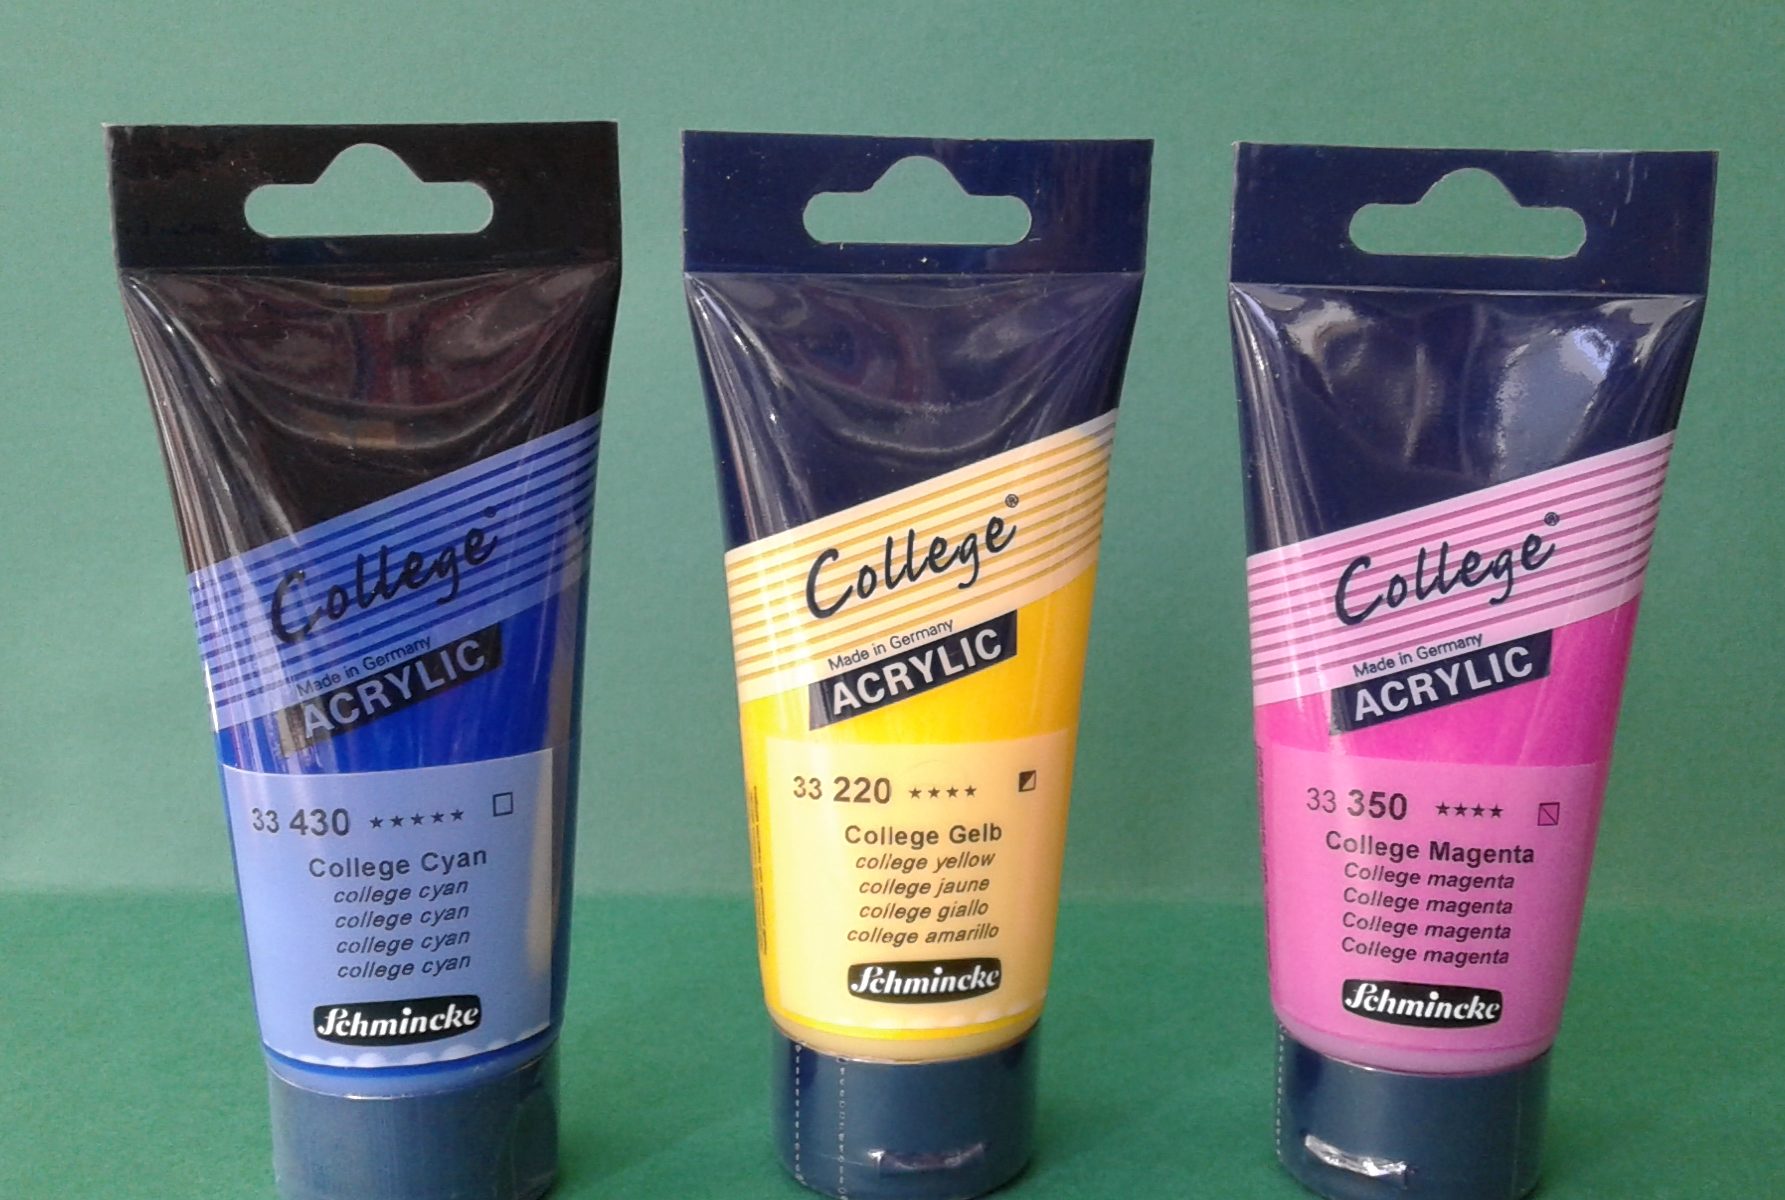 College®
Made in Germany
ACRYLIC
33 430 ★★★★★
College Cyan
college cyan
college cyan
college cyan
college cyan
Schmincke
College®
Made in Germany
ACRYLIC
33 220 ★★★★
College Gelb
college yellow
college jaune
college giallo
college amarillo
Schmincke
College®
Made in Germany
ACRYLIC
33 350 ★★★★
College Magenta
College magenta
College magenta
College magenta
College magenta
Schmincke